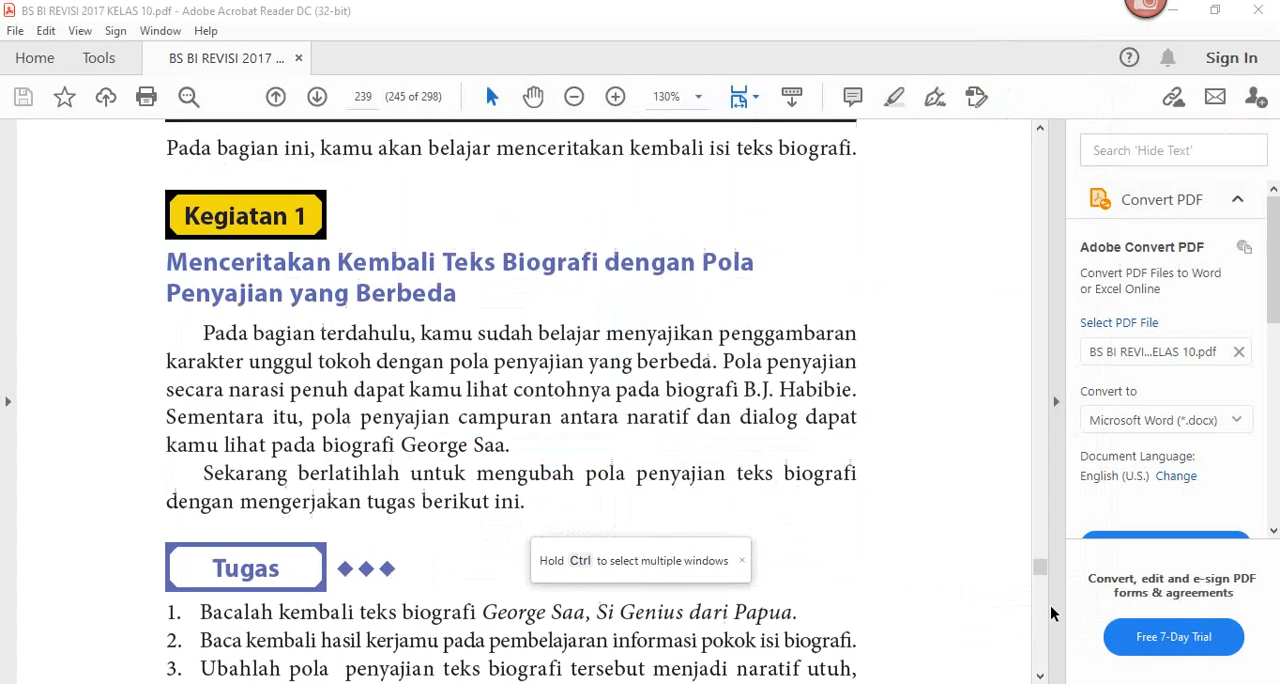 BS BI REVISI 2017 KELAS 10.pdf - Adobe Acrobat Reader DC (32-bit)
File Edit View Sign Window Help
Home Tools BS BI REVISI 2017 ... × Sign In
239 (245 of 298) 130%
Search 'Hide Text'
Pada bagian ini, kamu akan belajar menceritakan kembali isi teks biografi.
Kegiatan 1
Menceritakan Kembali Teks Biografi dengan Pola
Penyajian yang Berbeda
Pada bagian terdahulu, kamu sudah belajar menyajikan penggambaran
karakter unggul tokoh dengan pola penyajian yang berbeda. Pola penyajian
secara narasi penuh dapat kamu lihat contohnya pada biografi B.J. Habibie.
Sementara itu, pola penyajian campuran antara naratif dan dialog dapat
kamu lihat pada biografi George Saa.
Sekarang berlatihlah untuk mengubah pola penyajian teks biografi
dengan mengerjakan tugas berikut ini.
Hold Ctrl to select multiple windows ×
Tugas
1. Bacalah kembali teks biografi George Saa, Si Genius dari Papua.
2. Baca kembali hasil kerjamu pada pembelajaran informasi pokok isi biografi.
3. Ubahlah pola penyajian teks biografi tersebut menjadi naratif utuh,
Convert PDF
Adobe Convert PDF
Convert PDF Files to Word
or Excel Online
Select PDF File
BS BI REVI...ELAS 10.pdf
Convert to
Microsoft Word (*.docx)
Document Language:
English (U.S.) Change
Convert, edit and e-sign PDF
forms & agreements
Free 7-Day Trial